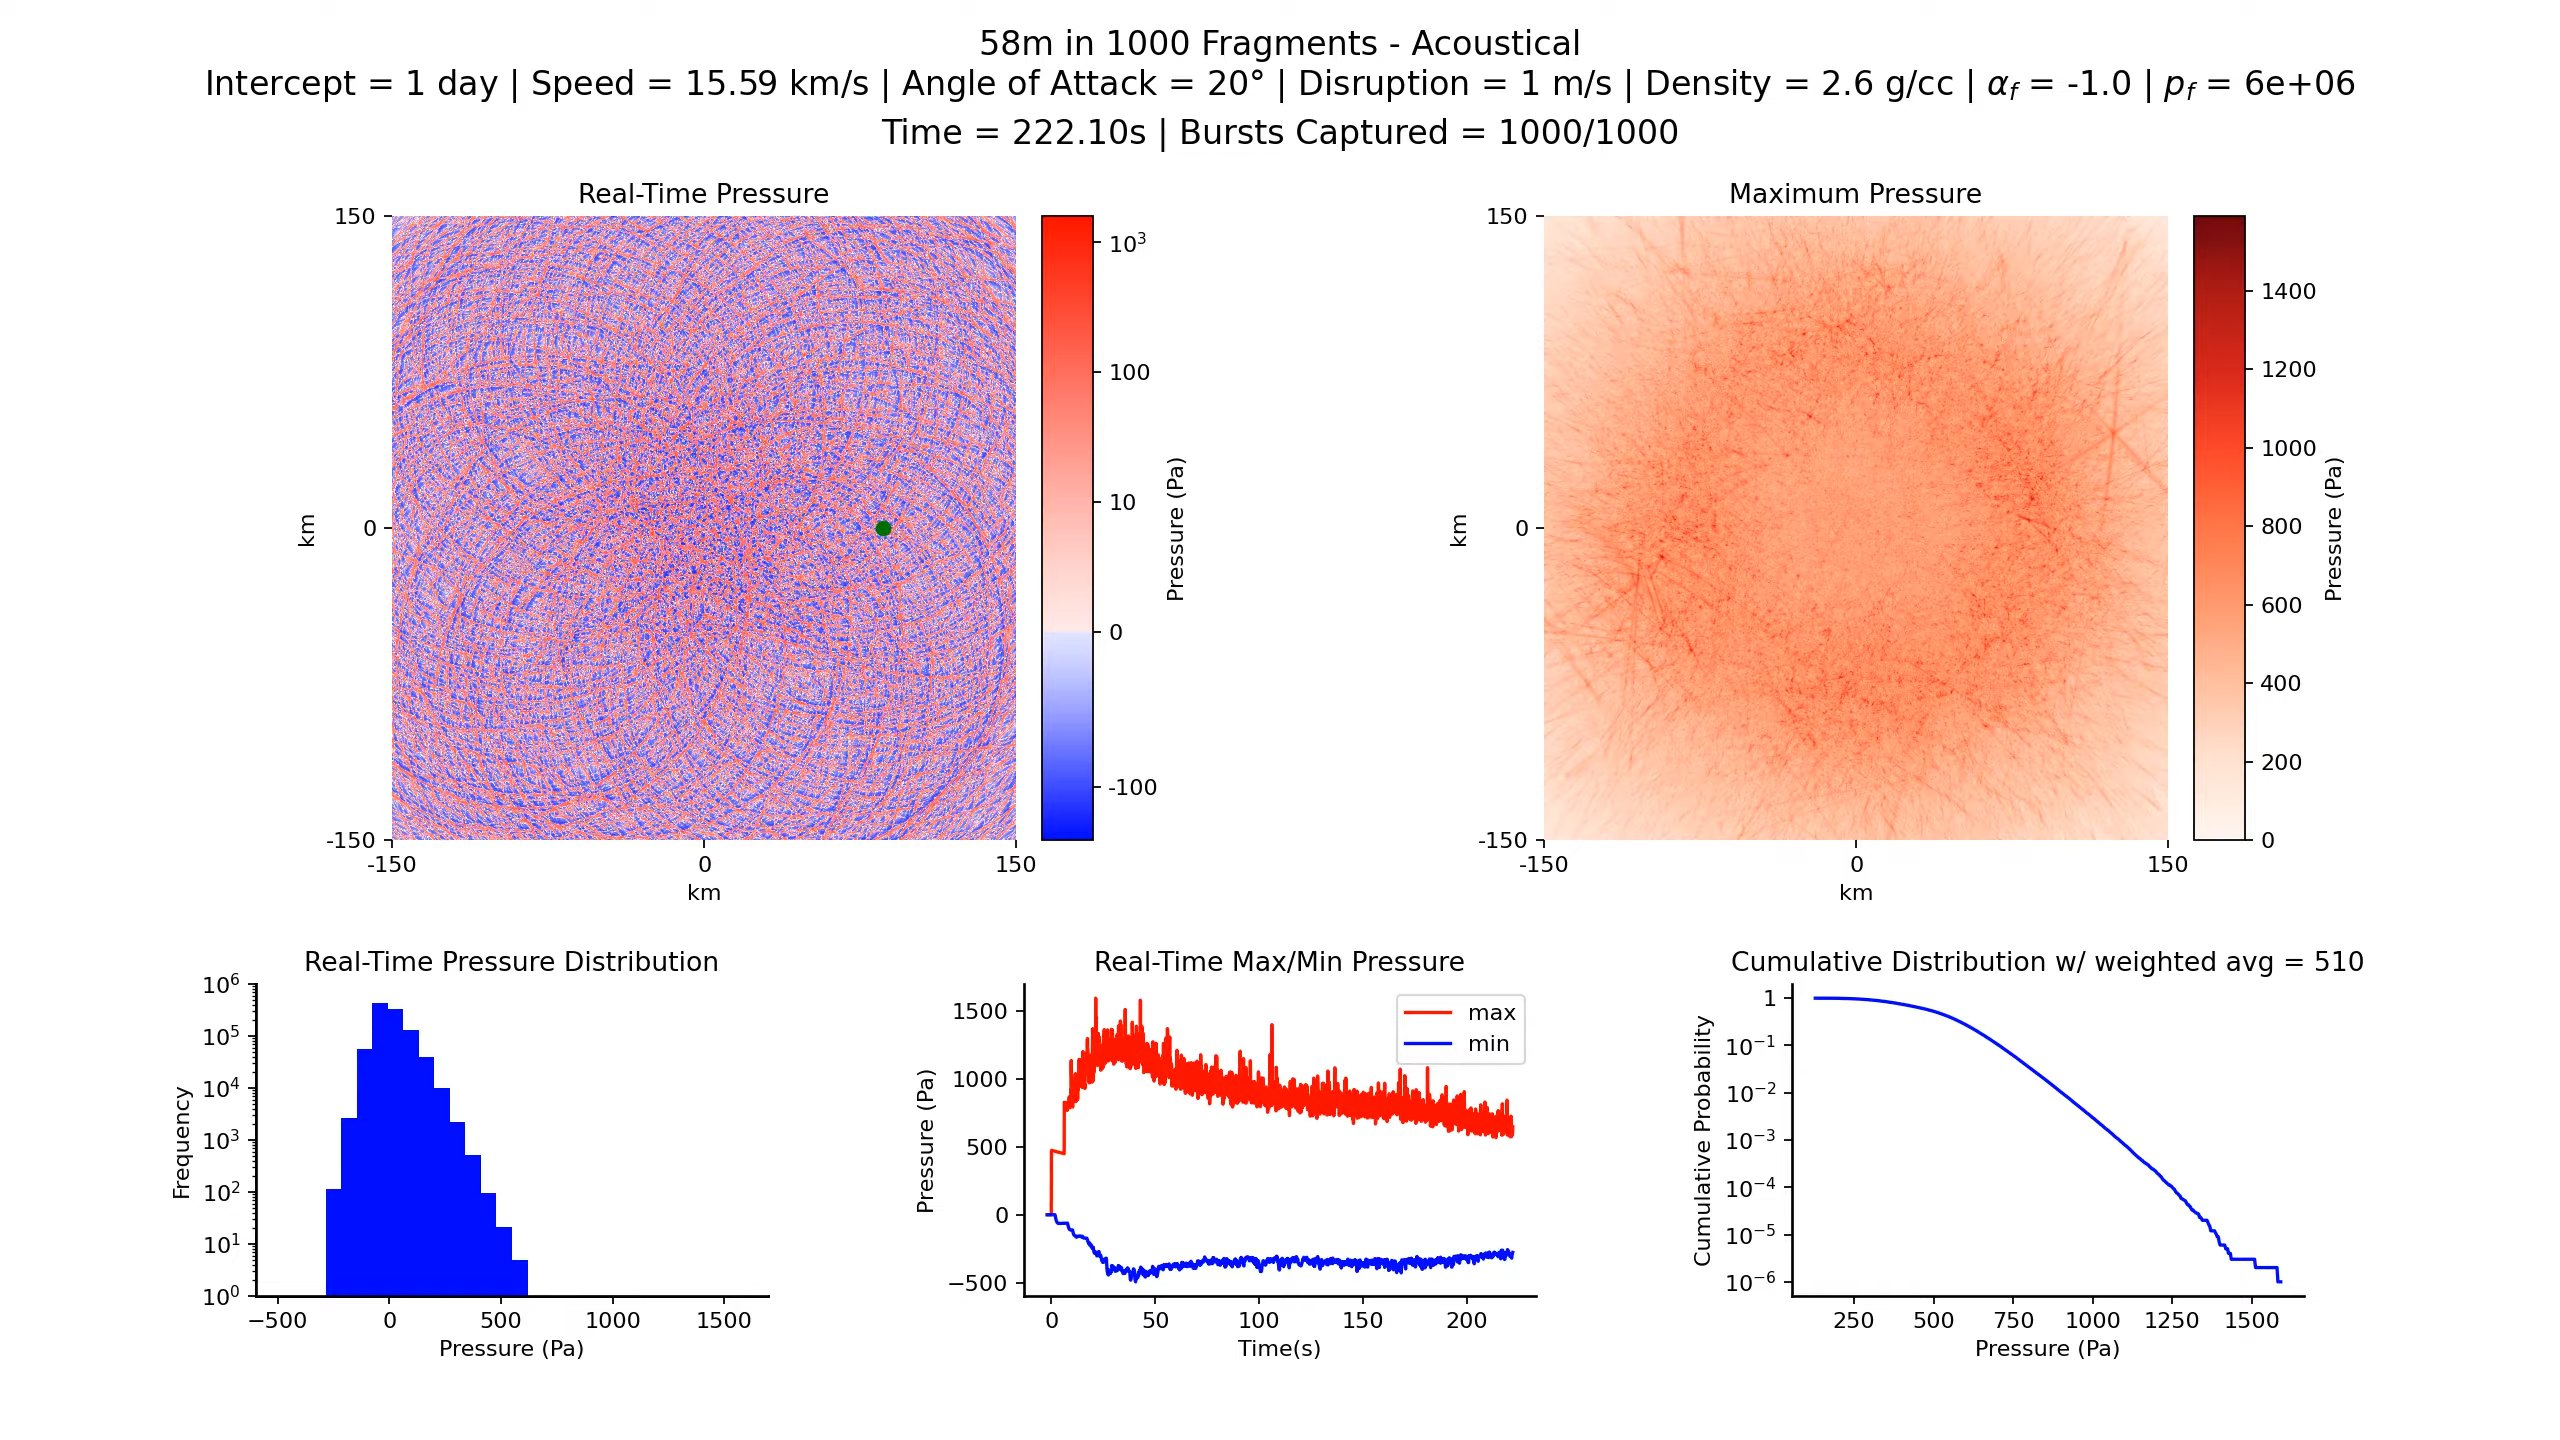 58m in 1000 Fragments - Acoustical
Intercept = 1 day | Speed = 15.59 km/s | Angle of Attack = 20° | Disruption = 1 m/s | Density = 2.6 g/cc | α_f = -1.0 | p_f = 6e+06
Time = 222.10s | Bursts Captured = 1000/1000
Real-Time Pressure
150
0
-150
km
-150 0 150
km
10³
100
10
0
-100
Pressure (Pa)
Maximum Pressure
150
0
-150
km
-150 0 150
km
1400
1200
1000
800
600
400
200
0
Pressure (Pa)
Real-Time Pressure Distribution
Frequency
10⁶
10⁵
10⁴
10³
10²
10¹
10⁰
−500 0 500 1000 1500
Pressure (Pa)
Real-Time Max/Min Pressure
Pressure (Pa)
1500
1000
500
0
−500
max
min
0 50 100 150 200
Time(s)
Cumulative Distribution w/ weighted avg = 510
Cumulative Probability
1
10⁻¹
10⁻²
10⁻³
10⁻⁴
10⁻⁵
10⁻⁶
250 500 750 1000 1250 1500
Pressure (Pa)